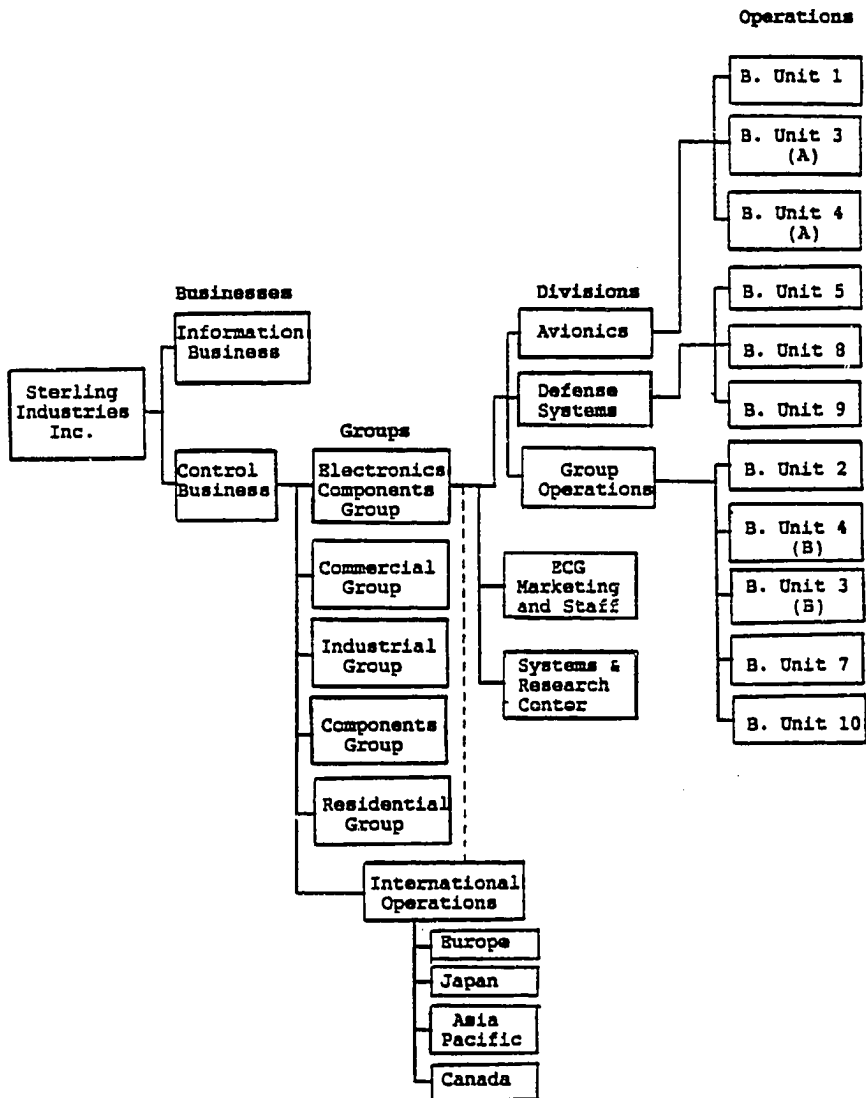 Operations
B. Unit 1
B. Unit 3
(A)
B. Unit 4
(A)
Businesses
Divisions
B. Unit 5
Information
Business
Avionics
B. Unit 8
Sterling
Industries
Inc.
Defense
Systems
B. Unit 9
Groups
Control
Business
Electronics
Components
Group
Group
Operations
B. Unit 2
B. Unit 4
(B)
Commercial
Group
ECG
Marketing
and Staff
B. Unit 3
(B)
Industrial
Group
Systems &
Research
Contor
B. Unit 7
Components
Group
B. Unit 10
Residential
Group
International
Operations
Europe
Japan
Asia
Pacific
Canada